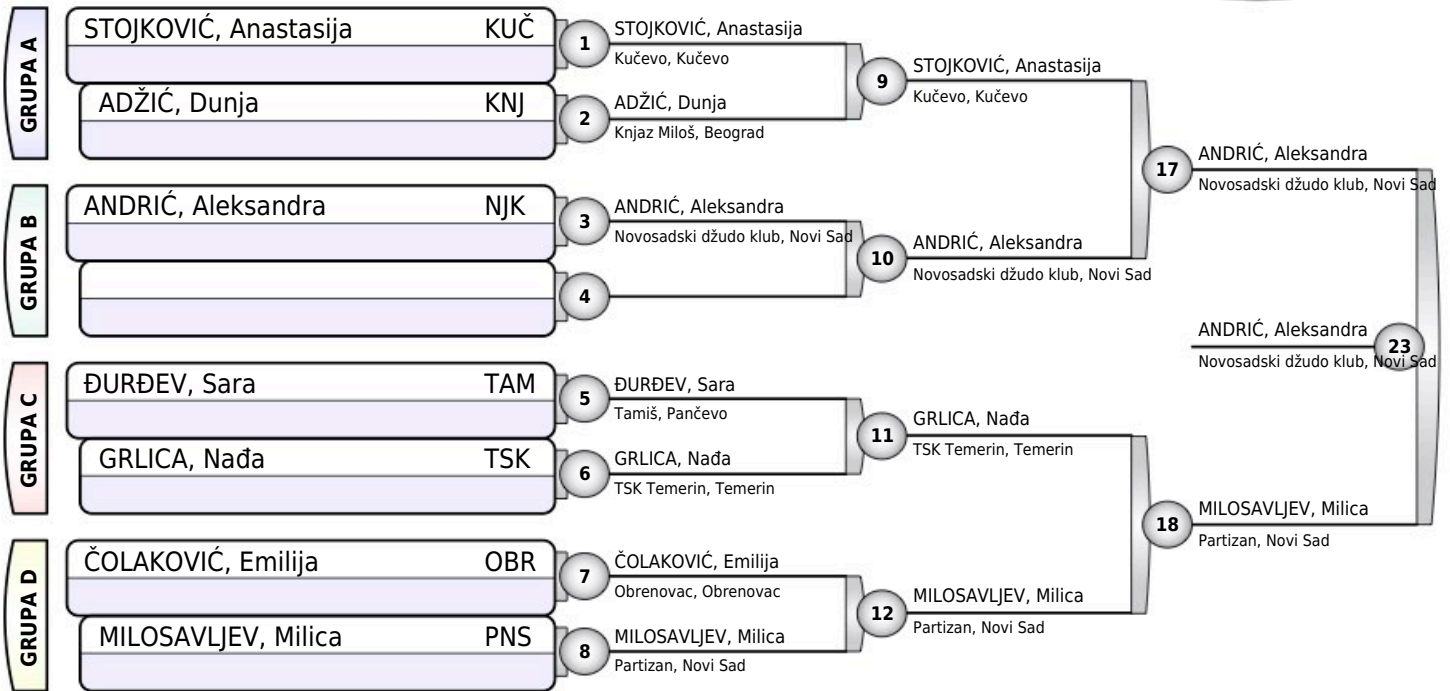 GRUPA A
STOJKOVIĆ, Anastasija KUČ
ADŽIĆ, Dunja KNJ
1
STOJKOVIĆ, Anastasija
Kučevo, Kučevo
2
ADŽIĆ, Dunja
Knjaz Miloš, Beograd
9
STOJKOVIĆ, Anastasija
Kučevo, Kučevo
GRUPA B
ANDRIĆ, Aleksandra NJK
3
ANDRIĆ, Aleksandra
Novosadski džudo klub, Novi Sad
4
10
ANDRIĆ, Aleksandra
Novosadski džudo klub, Novi Sad
17
ANDRIĆ, Aleksandra
Novosadski džudo klub, Novi Sad
GRUPA C
ĐURĐEV, Sara TAM
GRLICA, Nađa TSK
5
ĐURĐEV, Sara
Tamiš, Pančevo
6
GRLICA, Nađa
TSK Temerin, Temerin
11
GRLICA, Nađa
TSK Temerin, Temerin
GRUPA D
ČOLAKOVIĆ, Emilija OBR
MILOSAVLJEV, Milica PNS
7
ČOLAKOVIĆ, Emilija
Obrenovac, Obrenovac
8
MILOSAVLJEV, Milica
Partizan, Novi Sad
12
MILOSAVLJEV, Milica
Partizan, Novi Sad
18
MILOSAVLJEV, Milica
Partizan, Novi Sad
ANDRIĆ, Aleksandra
Novosadski džudo klub, Novi Sad
23